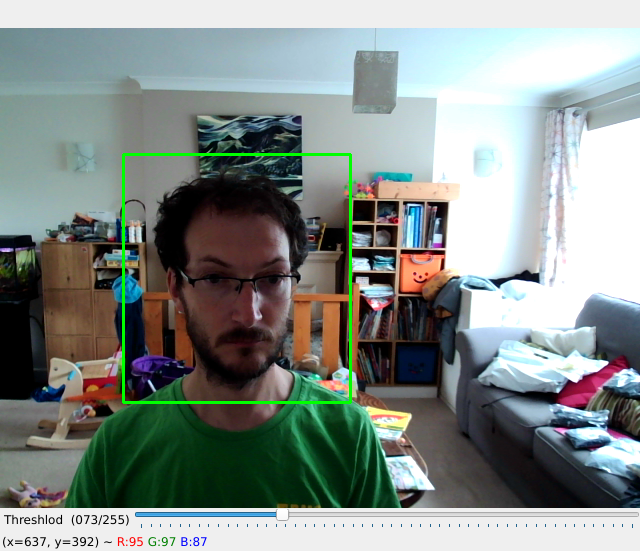 Threshlod (073/255)
(x=637, y=392) ~ R:95 G:97 B:87